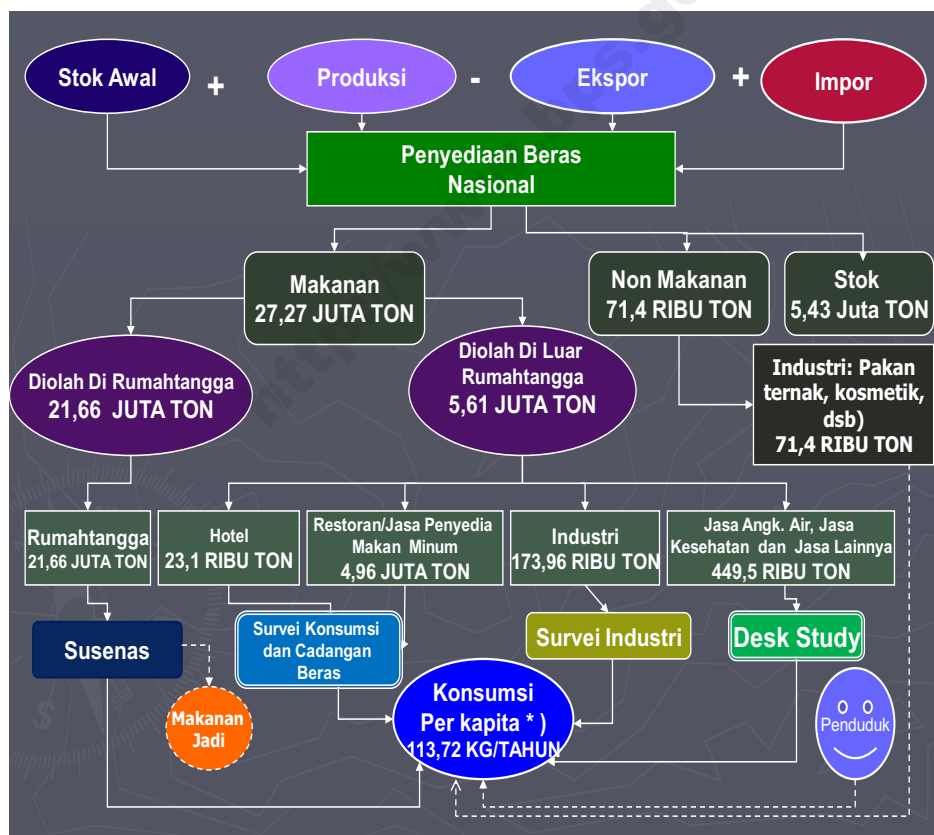 Stok Awal
+
Produksi
-
Ekspor
+
Impor
Penyediaan Beras
Nasional
Makanan
27,27 JUTA TON
Non Makanan
71,4 RIBU TON
Stok
5,43 Juta TON
Diolah Di Rumahtangga
21,66 JUTA TON
Diolah Di Luar
Rumahtangga
5,61 JUTA TON
Industri: Pakan
ternak, kosmetik,
dsb)
71,4 RIBU TON
Rumahtangga
21,66 JUTA TON
Hotel
23,1 RIBU TON
Restoran/Jasa Penyedia
Makan Minum
4,96 JUTA TON
Industri
173,96 RIBU TON
Jasa Angk. Air, Jasa
Kesehatan dan Jasa Lainnya
449,5 RIBU TON
Susenas
Survei Konsumsi
dan Cadangan
Beras
Survei Industri
Desk Study
Makanan
Jadi
Konsumsi
Per kapita * )
113,72 KG/TAHUN
Penduduk